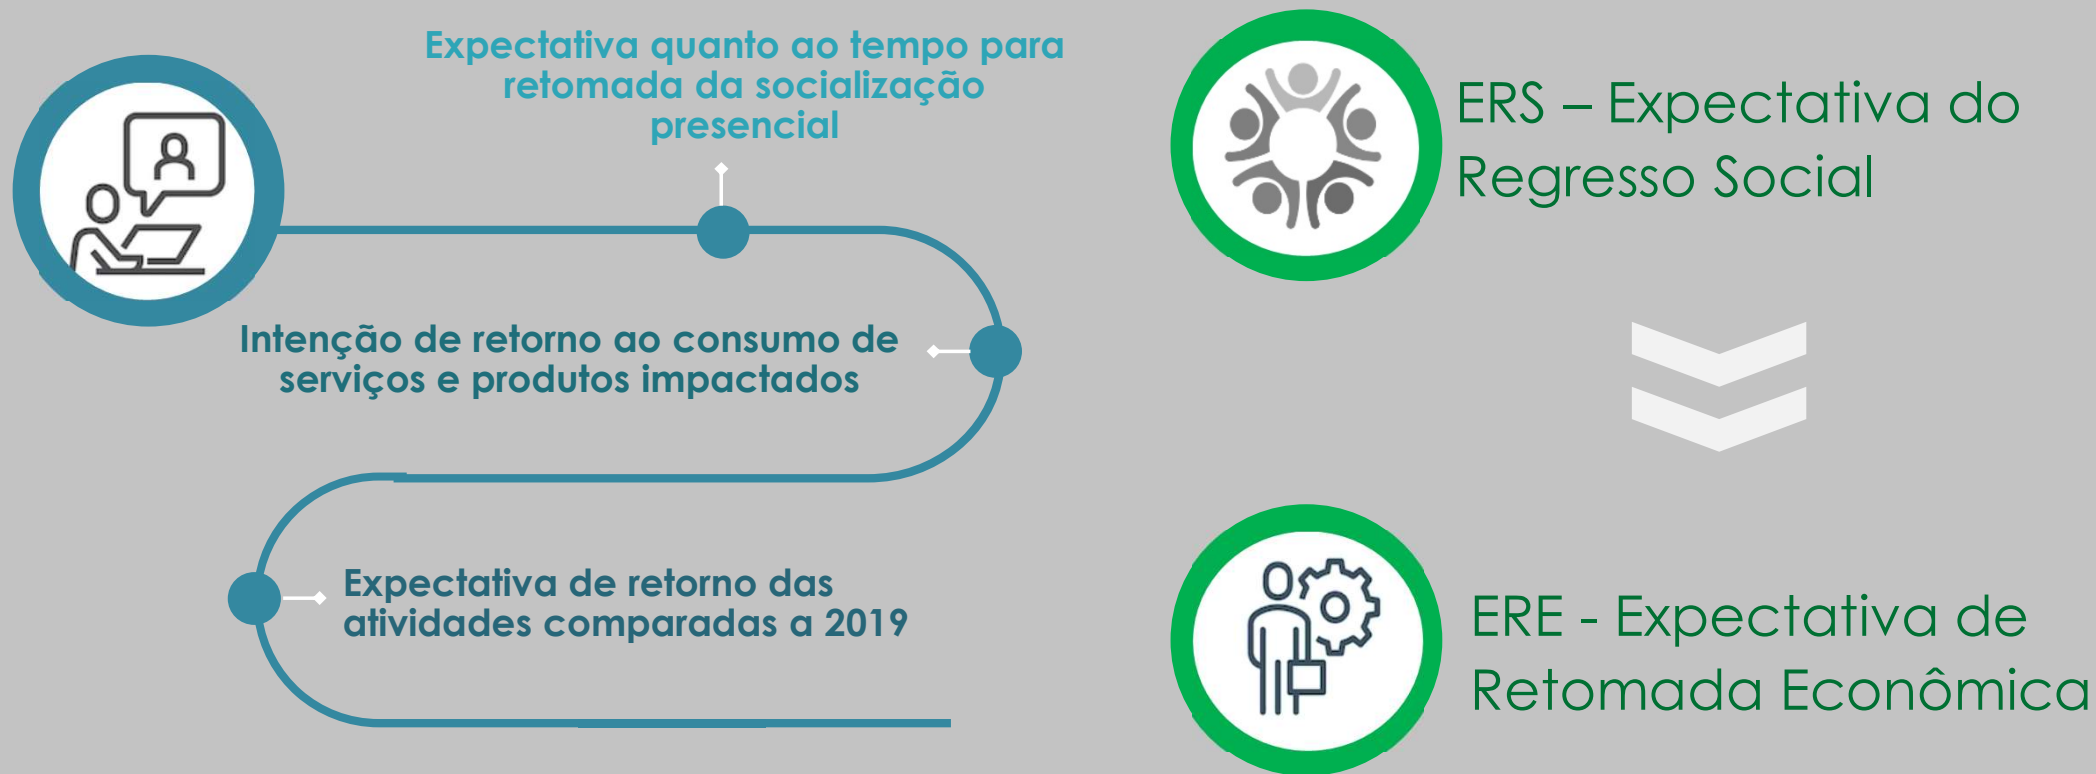 Expectativa quanto ao tempo para
retomada da socialização
presencial
Intenção de retorno ao consumo de
serviços e produtos impactados
Expectativa de retorno das
atividades comparadas a 2019
ERS – Expectativa do
Regresso Social
ERE - Expectativa de
Retomada Econômica